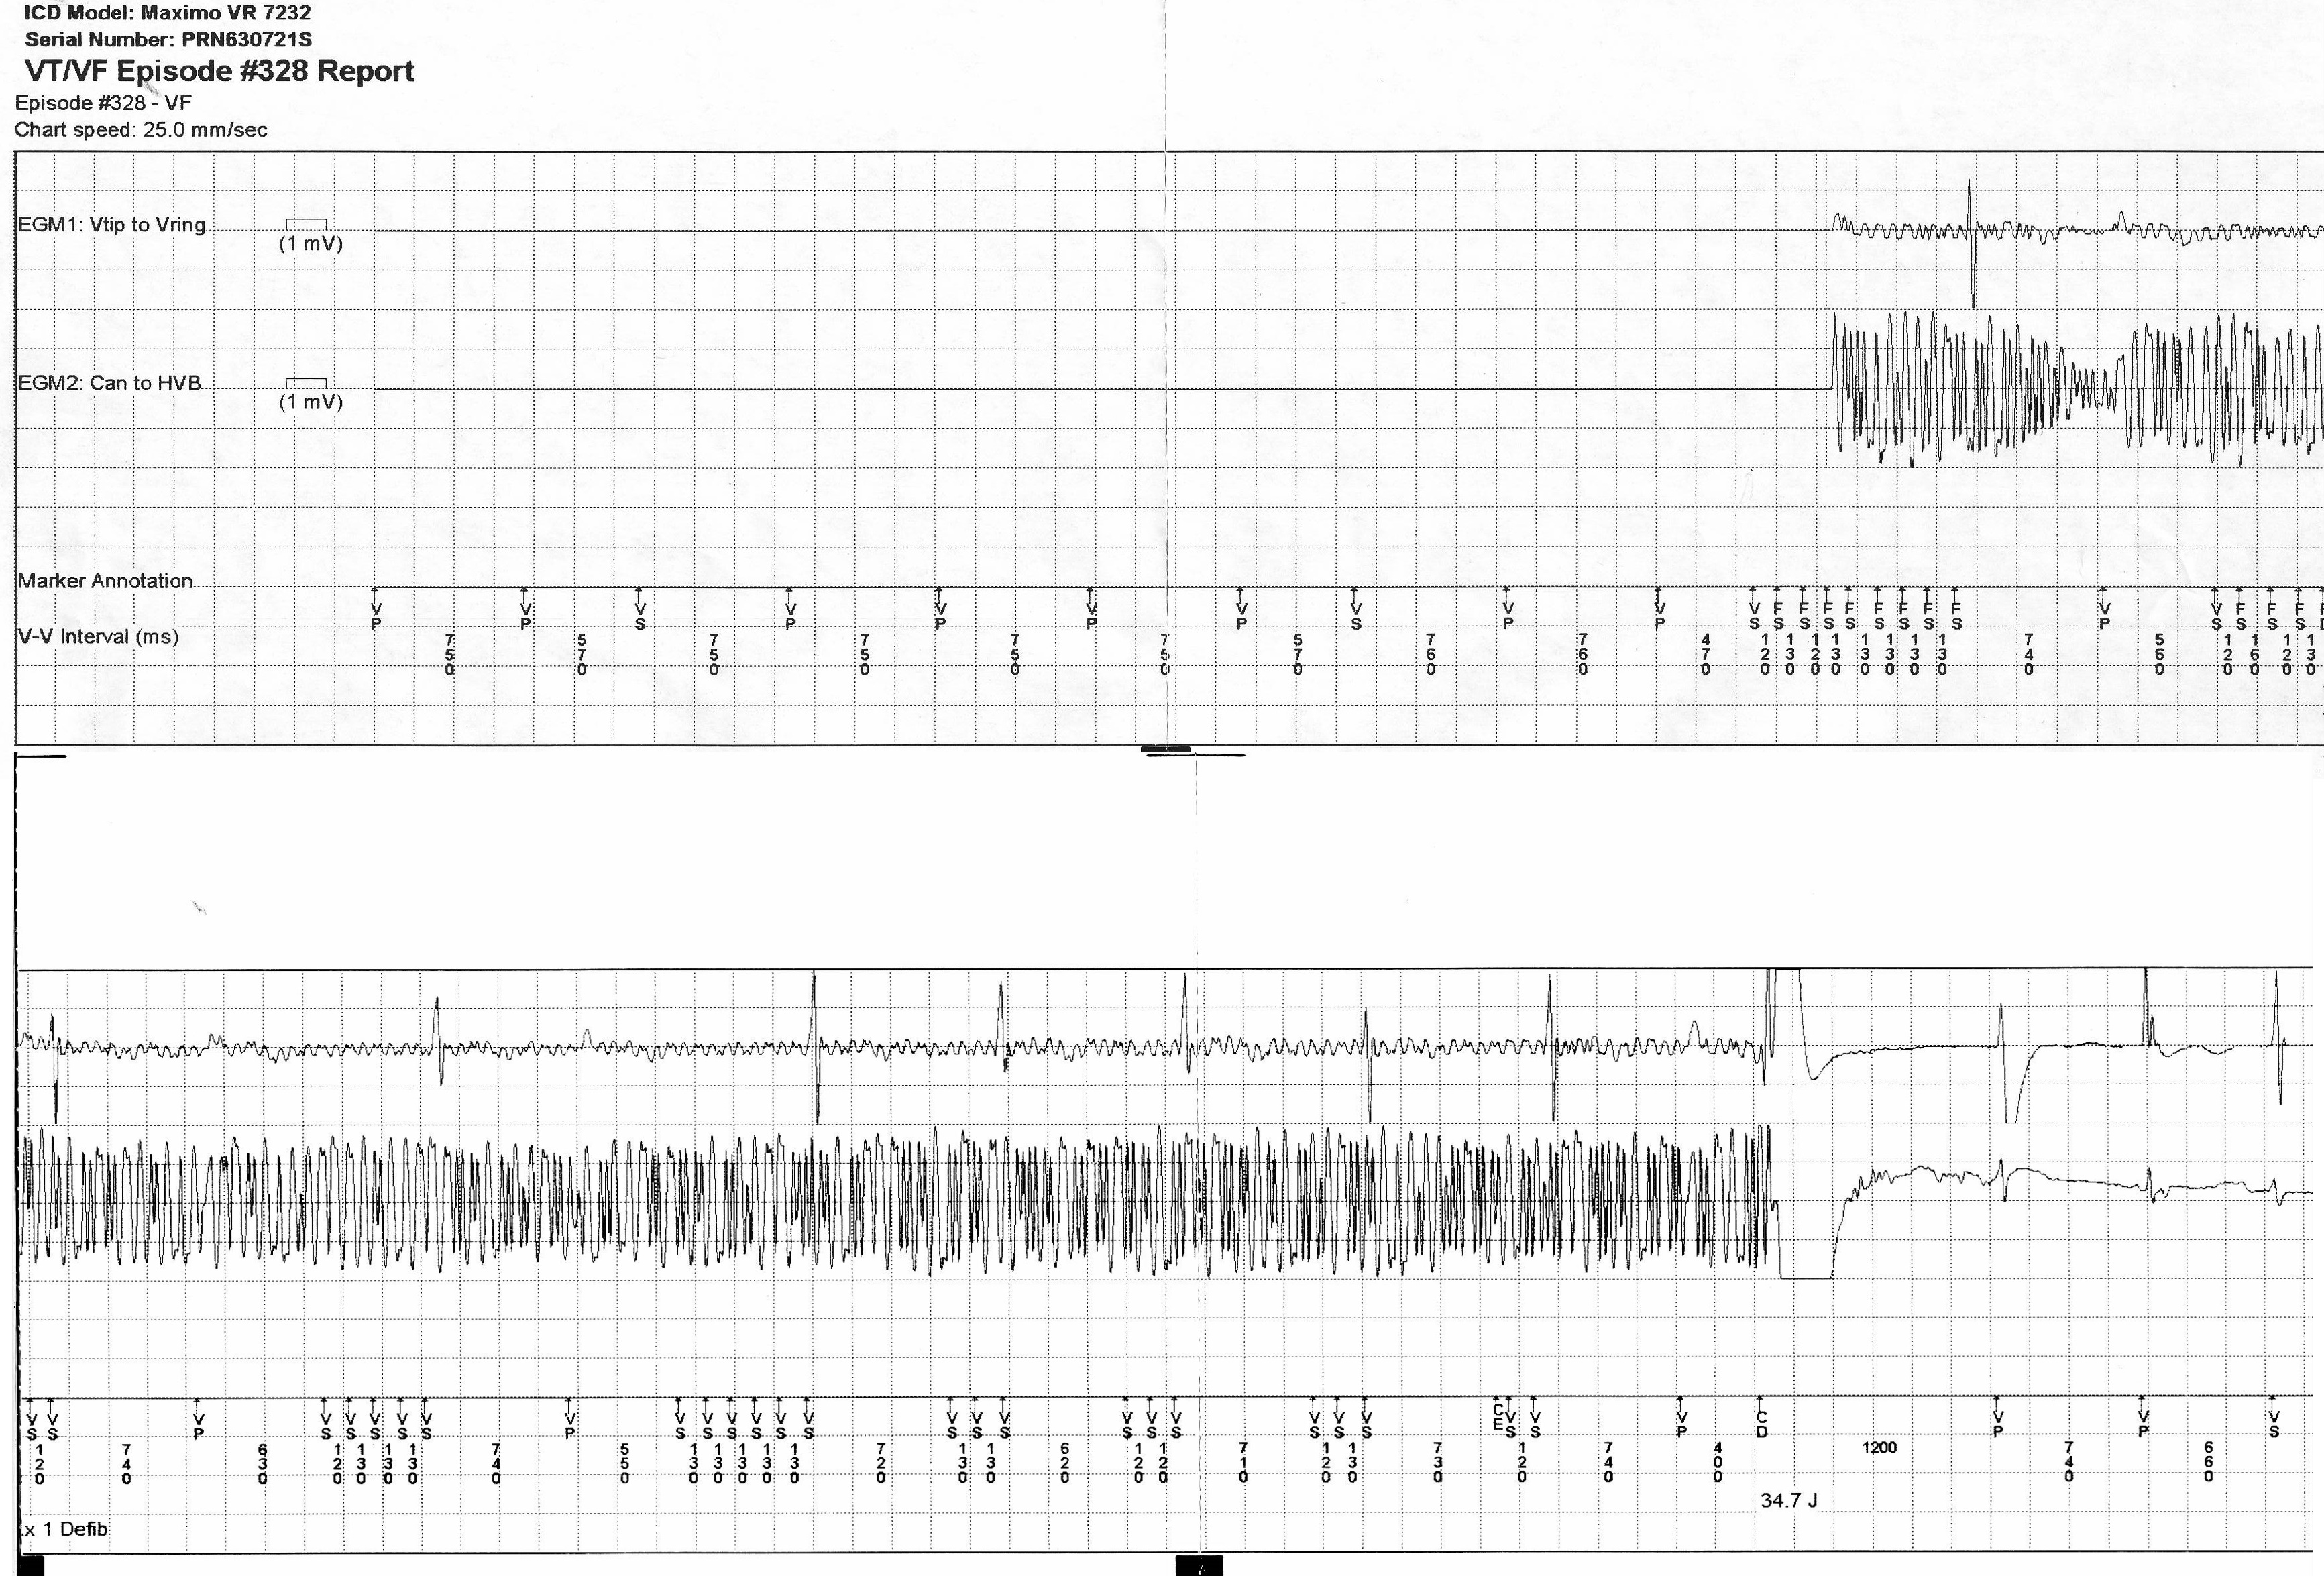 ICD Model: Maximo VR 7232
Serial Number: PRN630721S
VT/VF Episode #328 Report
Episode #328 - VF
Chart speed: 25.0 mm/sec
EGM1: Vtip to Vring
(1 mV)
EGM2: Can to HVB
(1 mV)
Marker Annotation
VP VP VS VP VP VP VP VS VP VP VS FS FS FS FS FS FS FS FS VP VS FS FS FS
V-V Interval (ms)
750 570 750 750 750 750 570 760 760 470 120 130 120 130 130 130 130 130 740 560 120 160 120 130
VS VS VP VS VS VS VS VS VP VS VS VS VS VS VS VS VS VS VS VS VS VS VS VS CE VS VS VP CD VP VP VS
120 740 630 120 130 130 130 740 550 130 130 130 130 130 720 130 130 620 120 120 710 120 130 730 120 740 400 1200 740 660
34.7 J
x 1 Defib